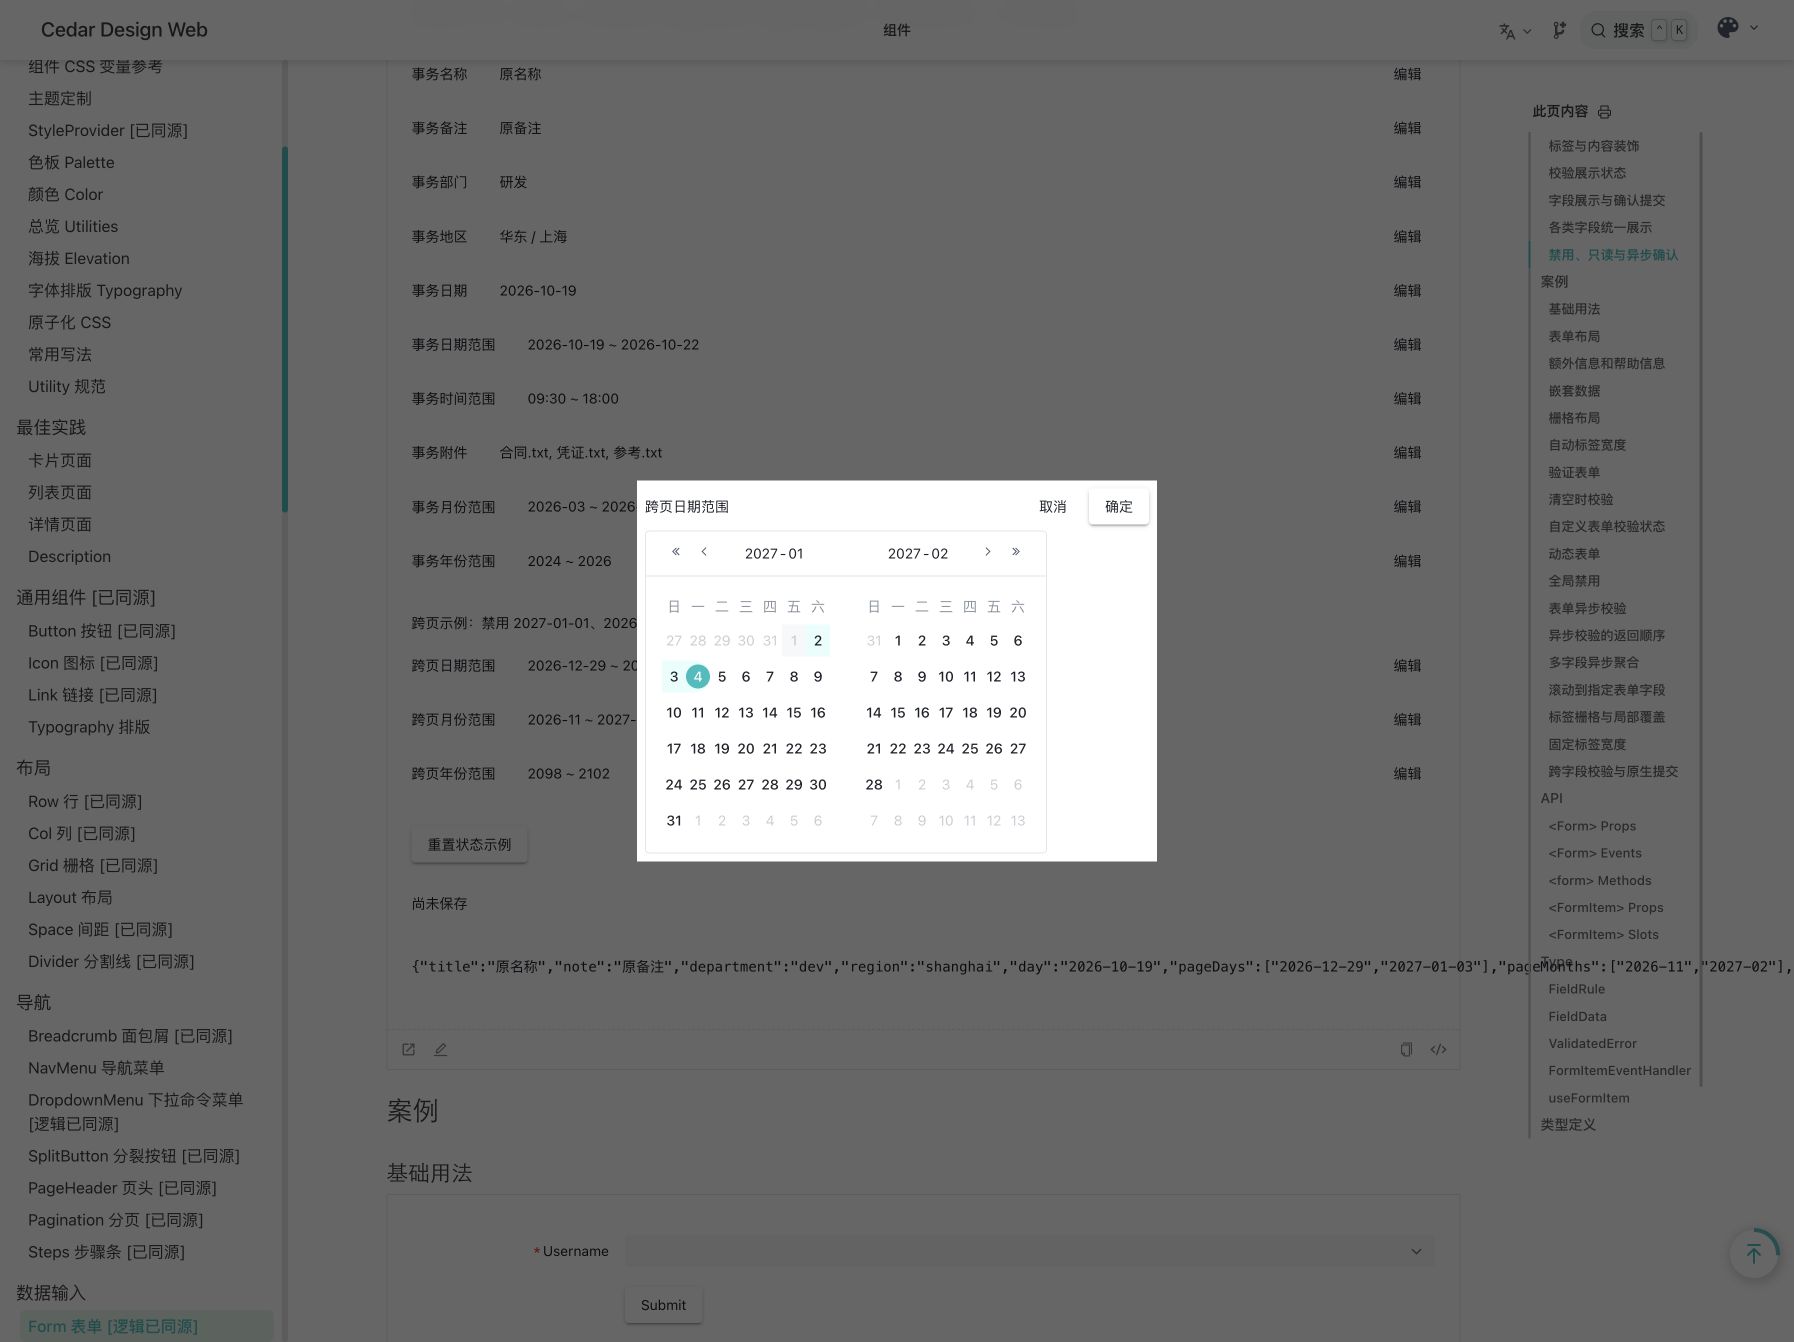 Cedar Design Web
组件
搜索 ^ K
组件 CSS 变量参考
主题定制
StyleProvider [已同源]
色板 Palette
颜色 Color
总览 Utilities
海拔 Elevation
字体排版 Typography
原子化 CSS
常用写法
Utility 规范
最佳实践
卡片页面
列表页面
详情页面
Description
通用组件 [已同源]
Button 按钮 [已同源]
Icon 图标 [已同源]
Link 链接 [已同源]
Typography 排版
布局
Row 行 [已同源]
Col 列 [已同源]
Grid 栅格 [已同源]
Layout 布局
Space 间距 [已同源]
Divider 分割线 [已同源]
导航
Breadcrumb 面包屑 [已同源]
NavMenu 导航菜单
DropdownMenu 下拉命令菜单
[逻辑已同源]
SplitButton 分裂按钮 [已同源]
PageHeader 页头 [已同源]
Pagination 分页 [已同源]
Steps 步骤条 [已同源]
数据输入
Form 表单 [逻辑已同源]
事务名称 原名称 编辑
事务备注 原备注 编辑
事务部门 研发 编辑
事务地区 华东 / 上海 编辑
事务日期 2026-10-19 编辑
事务日期范围 2026-10-19 ~ 2026-10-22 编辑
事务时间范围 09:30 ~ 18:00 编辑
事务附件 合同.txt, 凭证.txt, 参考.txt 编辑
事务月份范围 2026-03 ~ 2026- 编辑
事务年份范围 2024 ~ 2026 编辑
跨页示例：禁用 2027-01-01、2026
跨页日期范围 2026-12-29 ~ 20 编辑
跨页月份范围 2026-11 ~ 2027- 编辑
跨页年份范围 2098 ~ 2102 编辑
重置状态示例
尚未保存
{"title":"原名称","note":"原备注","department":"dev","region":"shanghai","day":"2026-10-19","pageDays":["2026-12-29","2027-01-03"],"pageMonths":["2026-11","2027-02"],
跨页日期范围 取消 确定
« ‹ 2027-01 2027-02 › »
日 一 二 三 四 五 六 日 一 二 三 四 五 六
27 28 29 30 31 1 2 31 1 2 3 4 5 6
3 4 5 6 7 8 9 7 8 9 10 11 12 13
10 11 12 13 14 15 16 14 15 16 17 18 19 20
17 18 19 20 21 22 23 21 22 23 24 25 26 27
24 25 26 27 28 29 30 28 1 2 3 4 5 6
31 1 2 3 4 5 6 7 8 9 10 11 12 13
</>
案例
基础用法
* Username
Submit
此页内容
标签与内容装饰
校验展示状态
字段展示与确认提交
各类字段统一展示
禁用、只读与异步确认
案例
基础用法
表单布局
额外信息和帮助信息
嵌套数据
栅格布局
自动标签宽度
验证表单
清空时校验
自定义表单校验状态
动态表单
全局禁用
表单异步校验
异步校验的返回顺序
多字段异步聚合
滚动到指定表单字段
标签栅格与局部覆盖
固定标签宽度
跨字段校验与原生提交
API
<Form> Props
<Form> Events
<form> Methods
<FormItem> Props
<FormItem> Slots
Type
FieldRule
FieldData
ValidatedError
FormItemEventHandler
useFormItem
类型定义